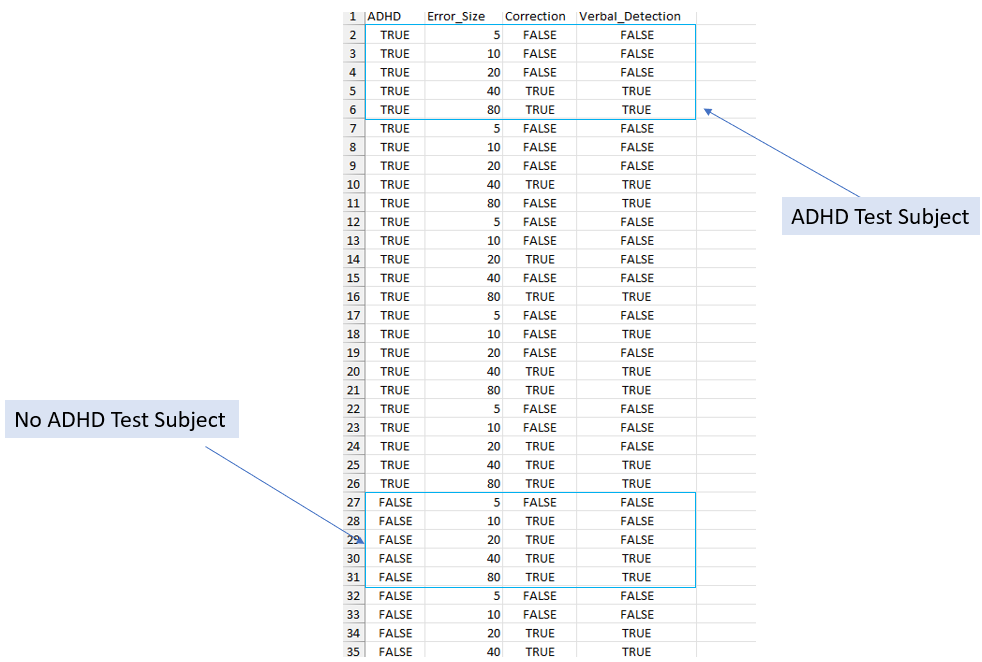 1 ADHD Error_Size Correction Verbal_Detection
2 TRUE 5 FALSE FALSE
3 TRUE 10 FALSE FALSE
4 TRUE 20 FALSE FALSE
5 TRUE 40 TRUE TRUE
6 TRUE 80 TRUE TRUE
7 TRUE 5 FALSE FALSE
8 TRUE 10 FALSE FALSE
9 TRUE 20 FALSE FALSE
10 TRUE 40 TRUE TRUE
11 TRUE 80 FALSE TRUE
12 TRUE 5 FALSE FALSE
13 TRUE 10 FALSE FALSE
14 TRUE 20 TRUE FALSE
15 TRUE 40 FALSE FALSE
16 TRUE 80 TRUE TRUE
17 TRUE 5 FALSE FALSE
18 TRUE 10 FALSE TRUE
19 TRUE 20 FALSE FALSE
20 TRUE 40 TRUE TRUE
21 TRUE 80 TRUE TRUE
22 TRUE 5 FALSE FALSE
23 TRUE 10 FALSE FALSE
24 TRUE 20 TRUE FALSE
25 TRUE 40 TRUE TRUE
26 TRUE 80 TRUE TRUE
27 FALSE 5 FALSE FALSE
28 FALSE 10 TRUE FALSE
29 FALSE 20 TRUE FALSE
30 FALSE 40 TRUE TRUE
31 FALSE 80 TRUE TRUE
32 FALSE 5 FALSE FALSE
33 FALSE 10 FALSE FALSE
34 FALSE 20 TRUE TRUE
35 FALSE 40 TRUE TRUE
ADHD Test Subject
No ADHD Test Subject